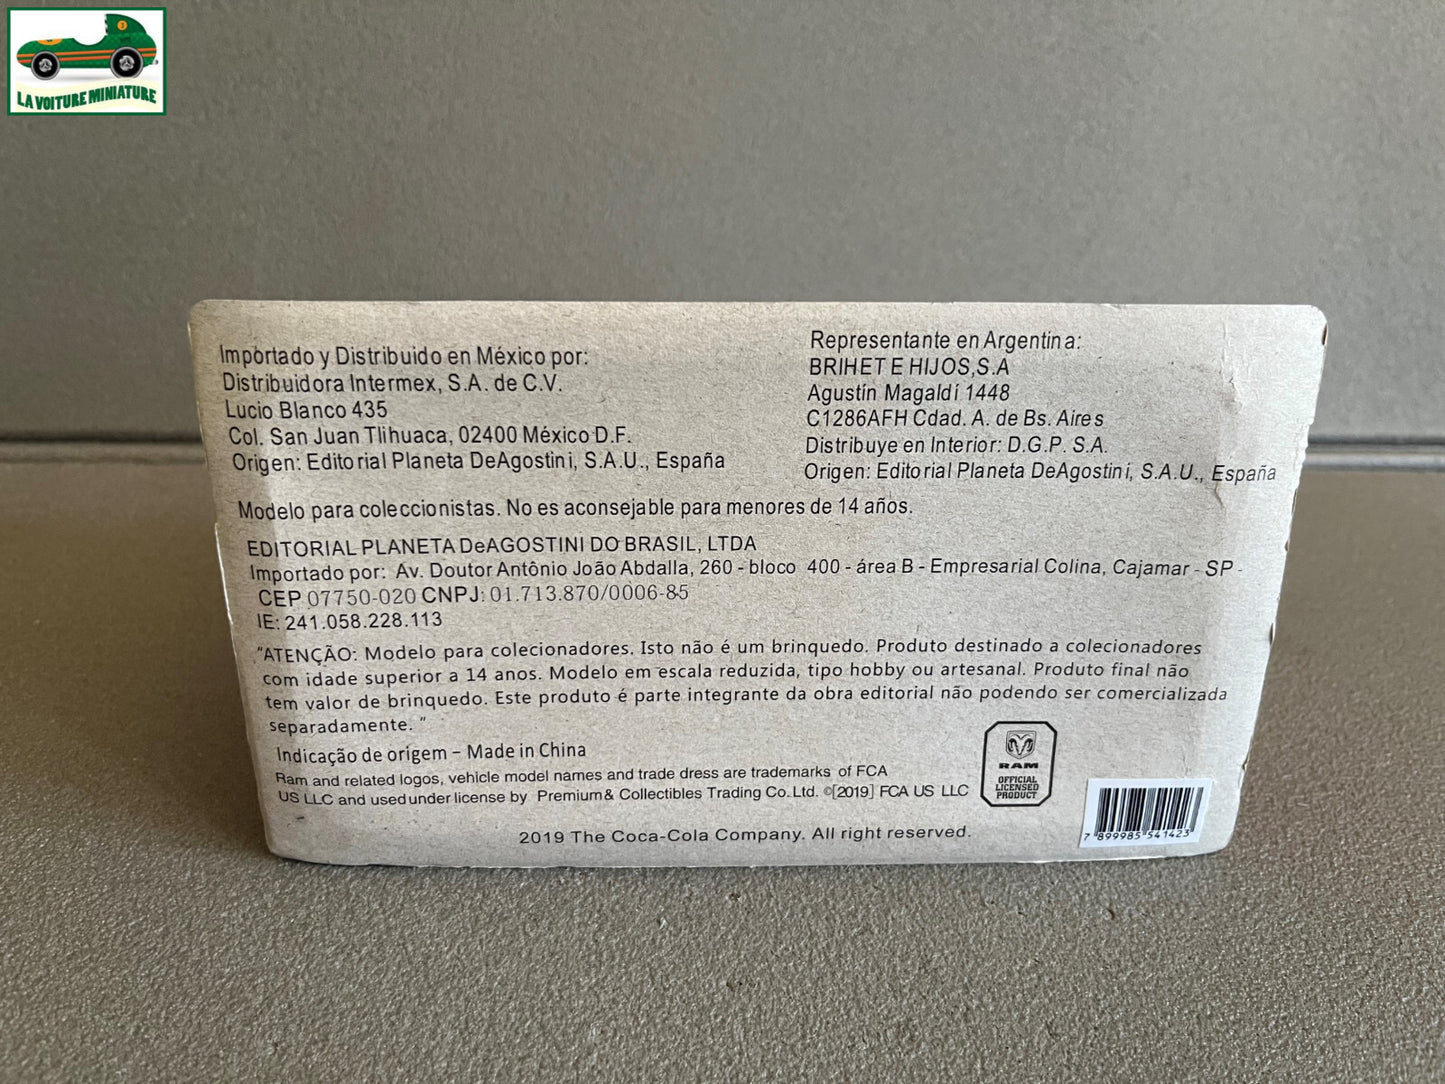 3
LA VOITURE MINIATURE
Importado y Distribuido en México por:
Distribuidora Intermex, S.A. de C.V.
Lucio Blanco 435
Col. San Juan Tlihuaca, 02400 México D.F.
Origen: Editorial Planeta DeAgostini, S.A.U., España
Representante en Argentina:
BRIHET E HIJOS,S.A
Agustín Magaldí 1448
C1286AFH Cdad. A. de Bs. Aires
Distribuye en Interior: D.G.P. S.A.
Origen: Editorial Planeta DeAgostini, S.A.U., España
Modelo para coleccionistas. No es aconsejable para menores de 14 años.
EDITORIAL PLANETA DeAGOSTINI DO BRASIL, LTDA
Importado por: Av. Doutor Antônio João Abdalla, 260 - bloco 400 - área B - Empresarial Colina, Cajamar - SP -
CEP 07750-020 CNPJ: 01.713.870/0006-85
IE: 241.058.228.113
"ATENÇÃO: Modelo para colecionadores. Isto não é um brinquedo. Produto destinado a colecionadores
com idade superior a 14 anos. Modelo em escala reduzida, tipo hobby ou artesanal. Produto final não
tem valor de brinquedo. Este produto é parte integrante da obra editorial não podendo ser comercializada
separadamente. "
Indicação de origem – Made in China
Ram and related logos, vehicle model names and trade dress are trademarks of FCA
US LLC and used under license by Premium & Collectibles Trading Co. Ltd. ©[2019] FCA US LLC
RAM
OFFICIAL
LICENSED
PRODUCT
2019 The Coca-Cola Company. All right reserved.
7 899985 541423